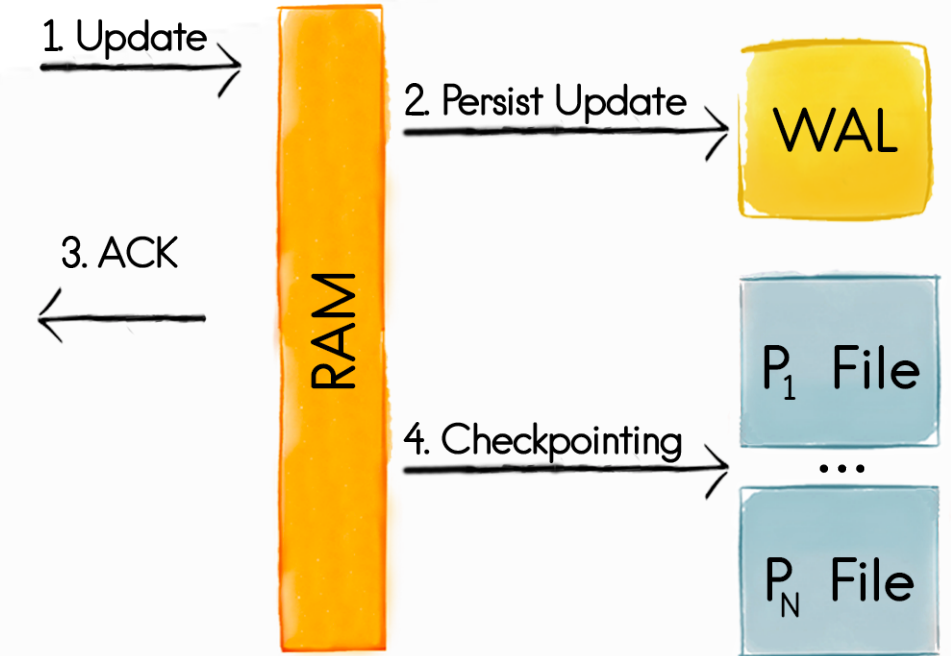 1. Update
2. Persist Update
WAL
3. ACK
RAM
P1 File
4. Checkpointing
...
PN File